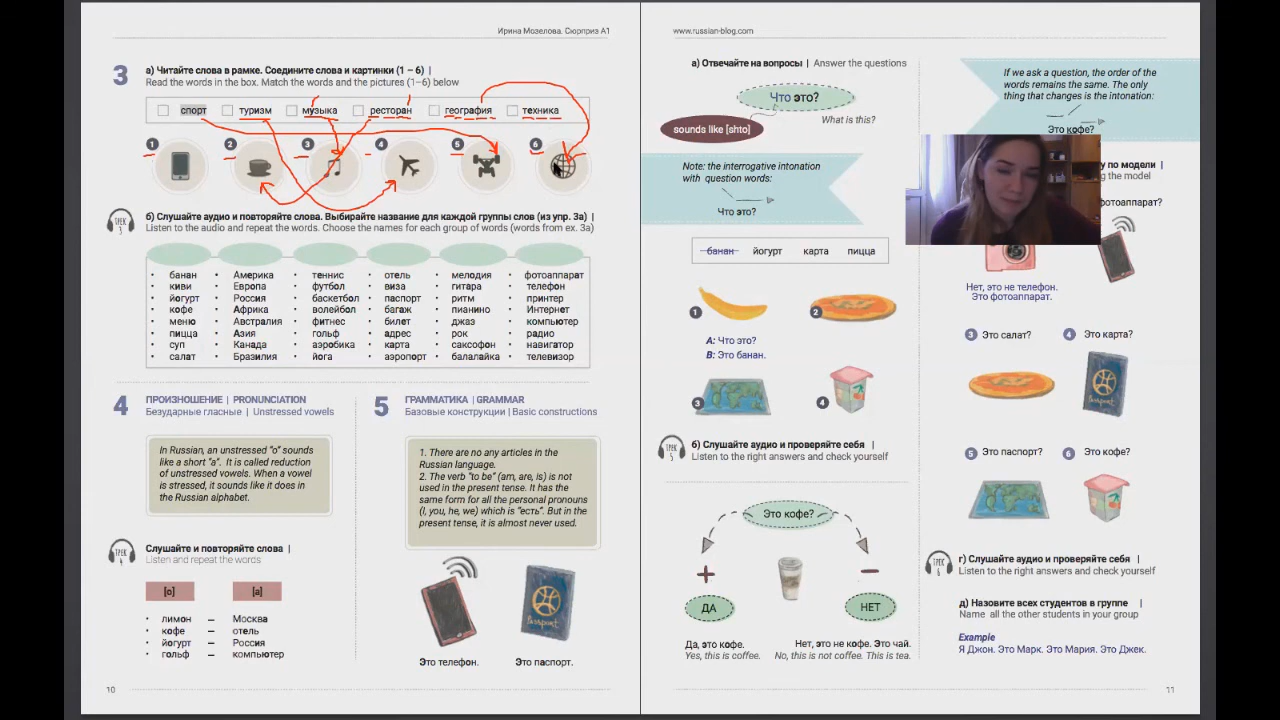 Ирина Мозелова. Сюрприз А1
3
а) Читайте слова в рамке. Соедините слова и картинки (1 – 6) |
Read the words in the box. Match the words and the pictures (1–6) below
спорт туризм музыка ресторан география техника
1 2 3 4 5 6
ТРЕК 3
б) Слушайте аудио и повторяйте слова. Выбирайте название для каждой группы слов (из упр. 3а) |
Listen to the audio and repeat the words. Choose the names for each group of words (words from ex. 3a)
• банан • Америка • теннис • отель • мелодия • фотоаппарат
• киви • Европа • футбол • виза • гитара • телефон
• йогурт • Россия • баскетбол • паспорт • ритм • принтер
• кофе • Африка • волейбол • багаж • пианино • Интернет
• меню • Австралия • фитнес • билет • джаз • компьютер
• пицца • Азия • гольф • адрес • рок • радио
• суп • Канада • аэробика • карта • саксофон • навигатор
• салат • Бразилия • йога • аэропорт • балалайка • телевизор
4 ПРОИЗНОШЕНИЕ | PRONUNCIATION
Безударные гласные | Unstressed vowels
In Russian, an unstressed "o" sounds
like a short "a". It is called reduction
of unstressed vowels. When a vowel
is stressed, it sounds like it does in
the Russian alphabet.
ТРЕК 4
Слушайте и повторяйте слова |
Listen and repeat the words
[о] [а]
• лимон – Москва
• кофе – отель
• йогурт – Россия
• гольф – компьютер
5 ГРАММАТИКА | GRAMMAR
Базовые конструкции | Basic constructions
1. There are no any articles in the
Russian language.
2. The verb "to be" (am, are, is) is not
used in the present tense. It has the
same form for all the personal pronouns
(I, you, he, we) which is "есть". But in the
present tense, it is almost never used.
Passport
Это телефон. Это паспорт.
10
www.russian-blog.com
а) Отвечайте на вопросы | Answer the questions
Что это?
What is this?
sounds like [shto]
Note: the interrogative intonation
with question words:
Что это?
банан йогурт карта пицца
1 2
А: Что это?
В: Это банан.
3 4
ТРЕК 5
б) Слушайте аудио и проверяйте себя |
Listen to the right answers and check yourself
Это кофе?
+ –
ДА НЕТ
Да, это кофе. Нет, это не кофе. Это чай.
Yes, this is coffee. No, this is not coffee. This is tea.
If we ask a question, the order of the
words remains the same. The only
thing that changes is the intonation:
Это кофе?
у по модели |
ng the model
фотоаппарат?
Нет, это не телефон.
Это фотоаппарат.
3 Это салат? 4 Это карта?
Passport
5 Это паспорт? 6 Это кофе?
ТРЕК 6
г) Слушайте аудио и проверяйте себя |
Listen to the right answers and check yourself
д) Назовите всех студентов в группе |
Name all the other students in your group
Example
Я Джон. Это Марк. Это Мария. Это Джек.
11